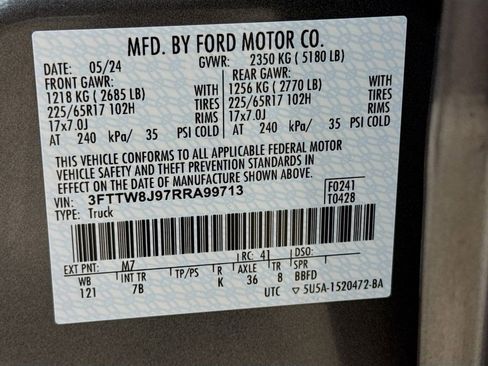 MFD. BY FORD MOTOR CO.
DATE: 05/24 GVWR: 2350 KG ( 5180 LB)
FRONT GAWR: REAR GAWR:
1218 KG ( 2685 LB) WITH 1256 KG ( 2770 LB) WITH
225/65R17 102H TIRES 225/65R17 102H TIRES
17x7.0J RIMS 17x7.0J RIMS
AT 240 kPa/ 35 PSI COLD AT 240 kPa/ 35 PSI COLD
THIS VEHICLE CONFORMS TO ALL APPLICABLE FEDERAL MOTOR
VEHICLE SAFETY AND THEFT PREVENTION STANDARDS IN
EFFECT ON THE DATE OF MANUFACTURE SHOWN ABOVE.
VIN: 3FTTW8J97RRA99713 F0241
TYPE: Truck T0428
EXT PNT: M7 RC: 41 DSO:
WB INT TR TP/PS R AXLE TR SPR
121 7B K 36 8 BBFD
UTC ▽ 5U5A-1520472-BA